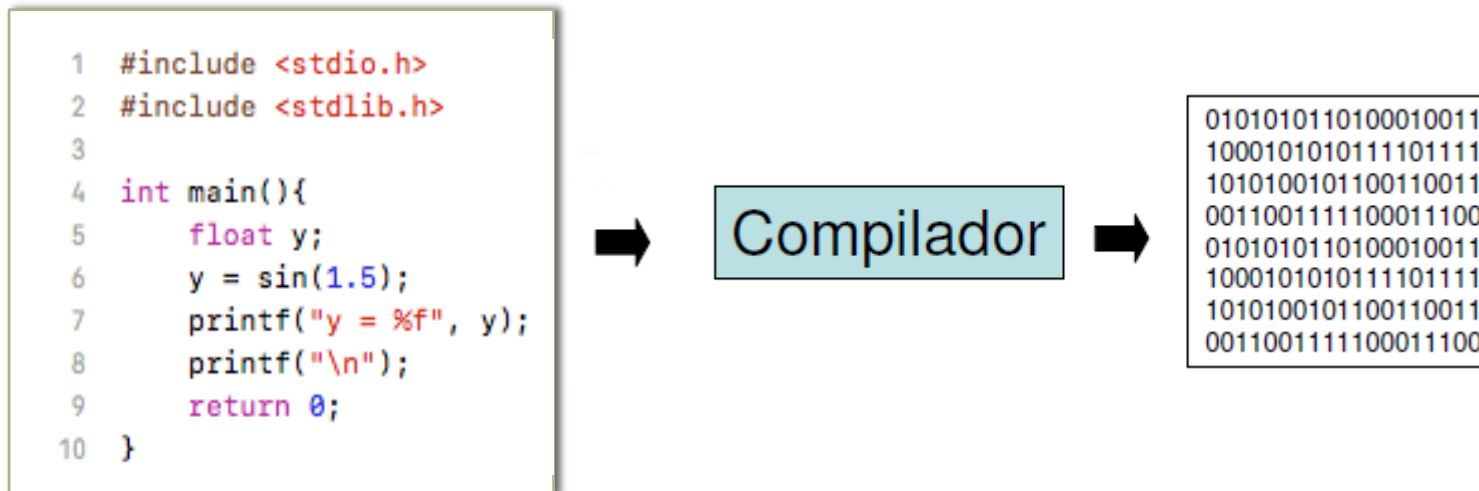 1 #include <stdio.h>
2 #include <stdlib.h>
3
4 int main(){
5     float y;
6     y = sin(1.5);
7     printf("y = %f", y);
8     printf("\n");
9     return 0;
10 }
Compilador
0101010110100010011
1000101010111101111
1010100101100110011
0011001111100011100
0101010110100010011
1000101010111101111
1010100101100110011
0011001111100011100